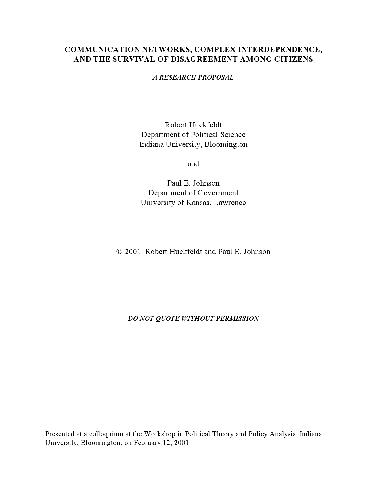 COMMUNICATION NETWORKS, COMPLEX INTERDEPENDENCE,
AND THE SURVIVAL OF DISAGREEMENT AMONG CITIZENS
A RESEARCH PROPOSAL
Robert Huckfeldt
Department of Political Science
Indiana University, Bloomington
and
Paul E. Johnson
Department of Government
University of Kansas, Lawrence
© 2001 Robert Huckfeldt and Paul E. Johnson
DO NOT QUOTE WITHOUT PERMISSION
Presented at a colloquium at the Workshop in Political Theory and Policy Analysis, Indiana
University, Bloomington, on February 12, 2001